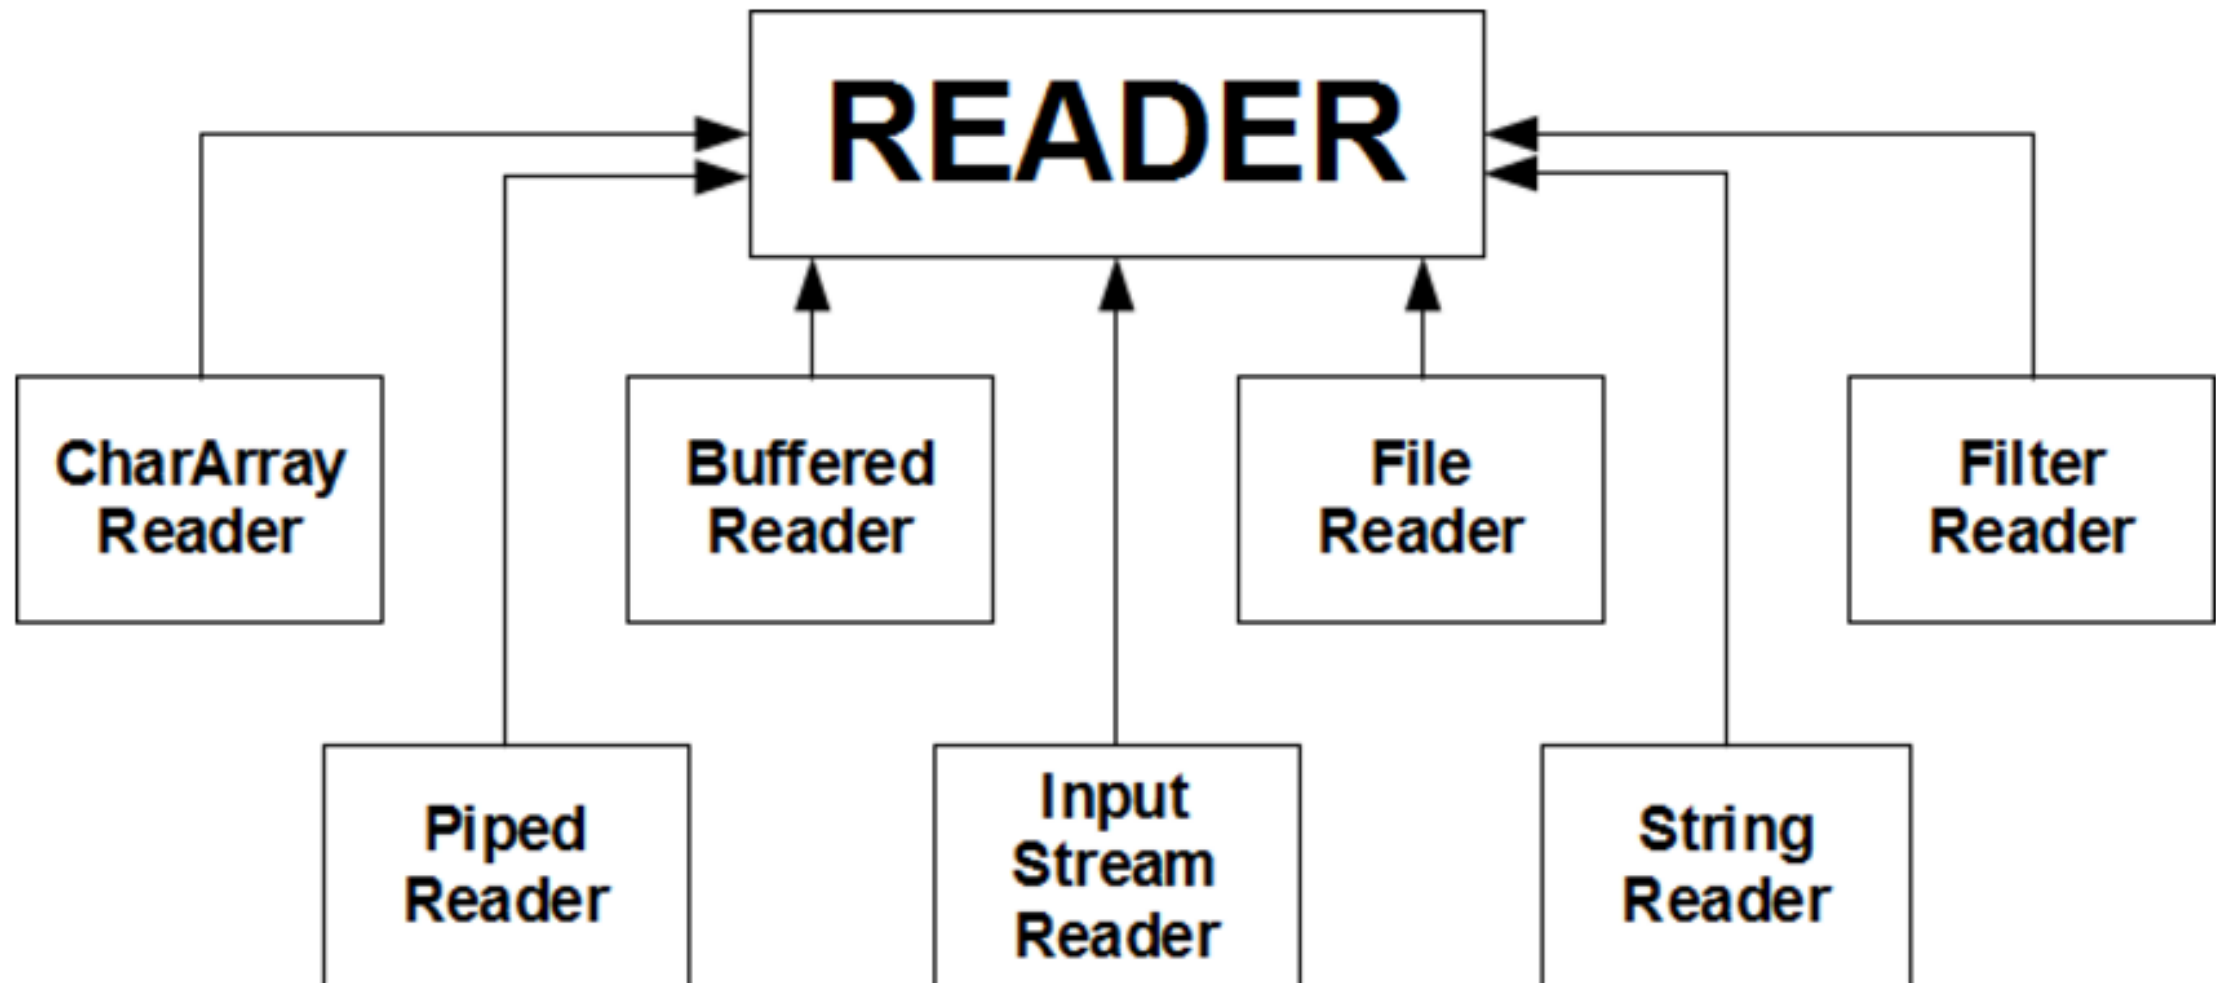 READER
CharArray
Reader
Buffered
Reader
File
Reader
Filter
Reader
Piped
Reader
Input
Stream
Reader
String
Reader